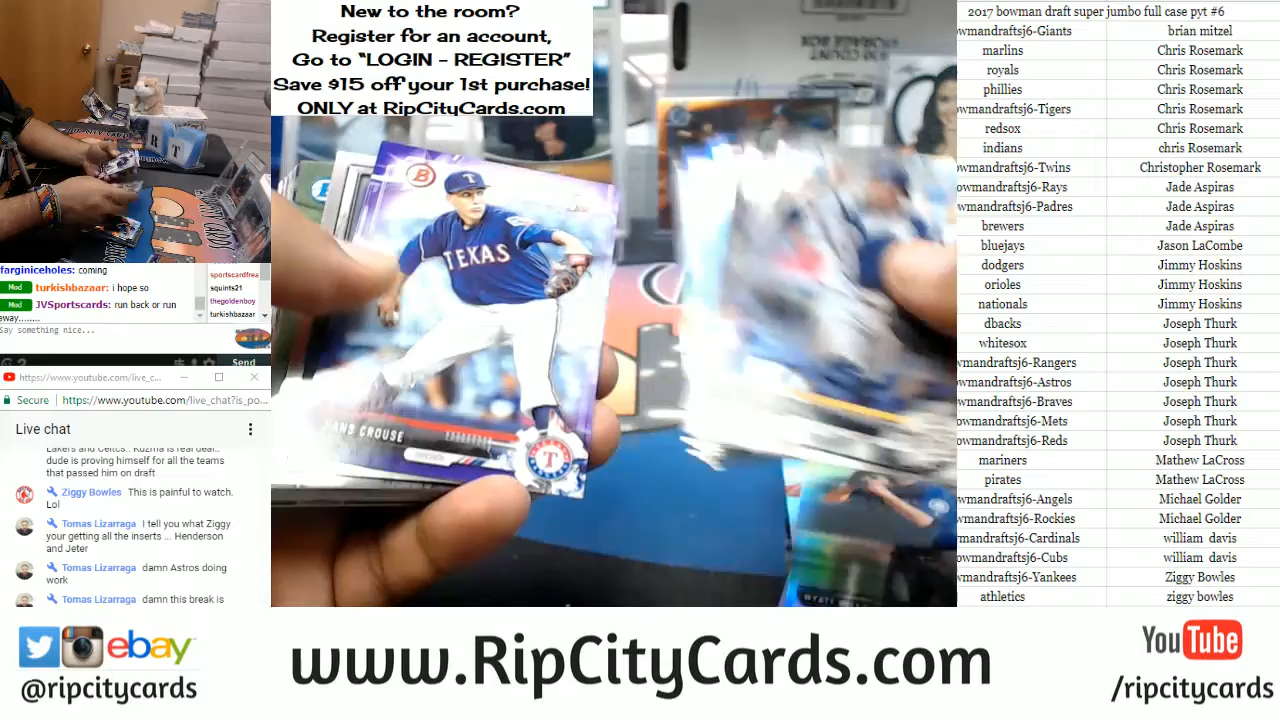 New to the room?
Register for an account,
Go to “LOGIN - REGISTER”
Save $15 off your 1st purchase!
ONLY at RipCityCards.com
2017 bowman draft super jumbo full case pyt #6
owmandraftsj6-Giants brian mitzel
marlins Chris Rosemark
royals Chris Rosemark
phillies Chris Rosemark
owmandraftsj6-Tigers Chris Rosemark
redsox Chris Rosemark
indians chris Rosemark
owmandraftsj6-Twins Christopher Rosemark
owmandraftsj6-Rays Jade Aspiras
owmandraftsj6-Padres Jade Aspiras
brewers Jade Aspiras
bluejays Jason LaCombe
dodgers Jimmy Hoskins
orioles Jimmy Hoskins
nationals Jimmy Hoskins
dbacks Joseph Thurk
whitesox Joseph Thurk
wmandraftsj6-Rangers Joseph Thurk
owmandraftsj6-Astros Joseph Thurk
owmandraftsj6-Braves Joseph Thurk
owmandraftsj6-Mets Joseph Thurk
owmandraftsj6-Reds Joseph Thurk
mariners Mathew LaCross
pirates Mathew LaCross
owmandraftsj6-Angels Michael Golder
wmandraftsj6-Rockies Michael Golder
mandraftsj6-Cardinals william davis
owmandraftsj6-Cubs william davis
wmandraftsj6-Yankees Ziggy Bowles
athletics ziggy bowles
B
T
TEXAS
CROUSE
T
farginiceholes: coming
Mod turkishbazaar: i hope so
Mod JVSportscards: run back or run
away........
sportscardfrea
squints21
thegoldenboy
turkishbazaar
Say something nice...
Send
https://www.youtube.com/live_c...
Secure https://www.youtube.com/live_chat?is_po...
Live chat
Lakers and Celtics.. Kuzma is real deal..
dude is proving himself for all the teams
that passed him on draft
Ziggy Bowles This is painful to watch.
Lol
Tomas Lizarraga I tell you what Ziggy
your getting all the inserts ... Henderson
and Jeter
Tomas Lizarraga damn Astros doing
work
Tomas Lizarraga damn this break is
ebay
@ripcitycards
www.RipCityCards.com
YouTube
/ripcitycards